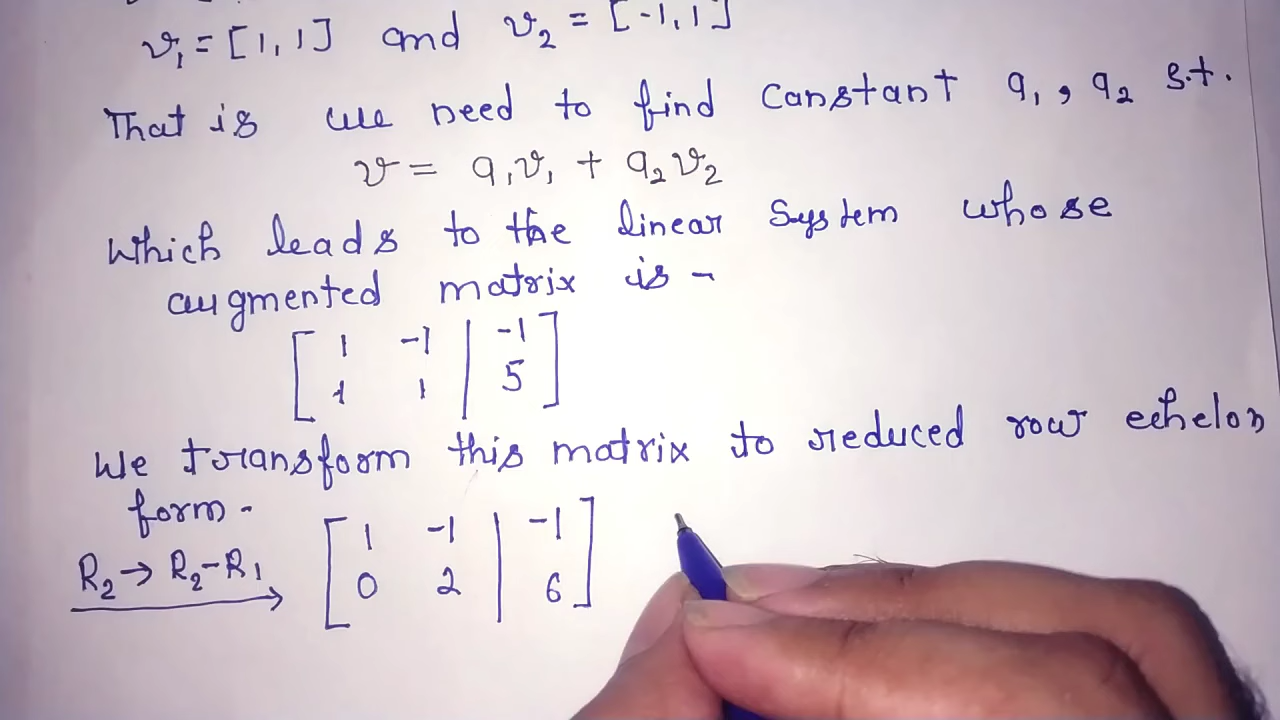 v₁ = [1, 1] and v₂ = [-1, 1]
That is we need to find constant a₁, a₂ s.t.
v = a₁v₁ + a₂v₂
which leads to the linear system whose
augmented matrix is -
[ 1 -1 | -1 ]
[ 1 1 | 5 ]
We transform this matrix to reduced row echelon
form -
R₂ → R₂-R₁ [ 1 -1 | -1 ]
[ 0 2 | 6 ]